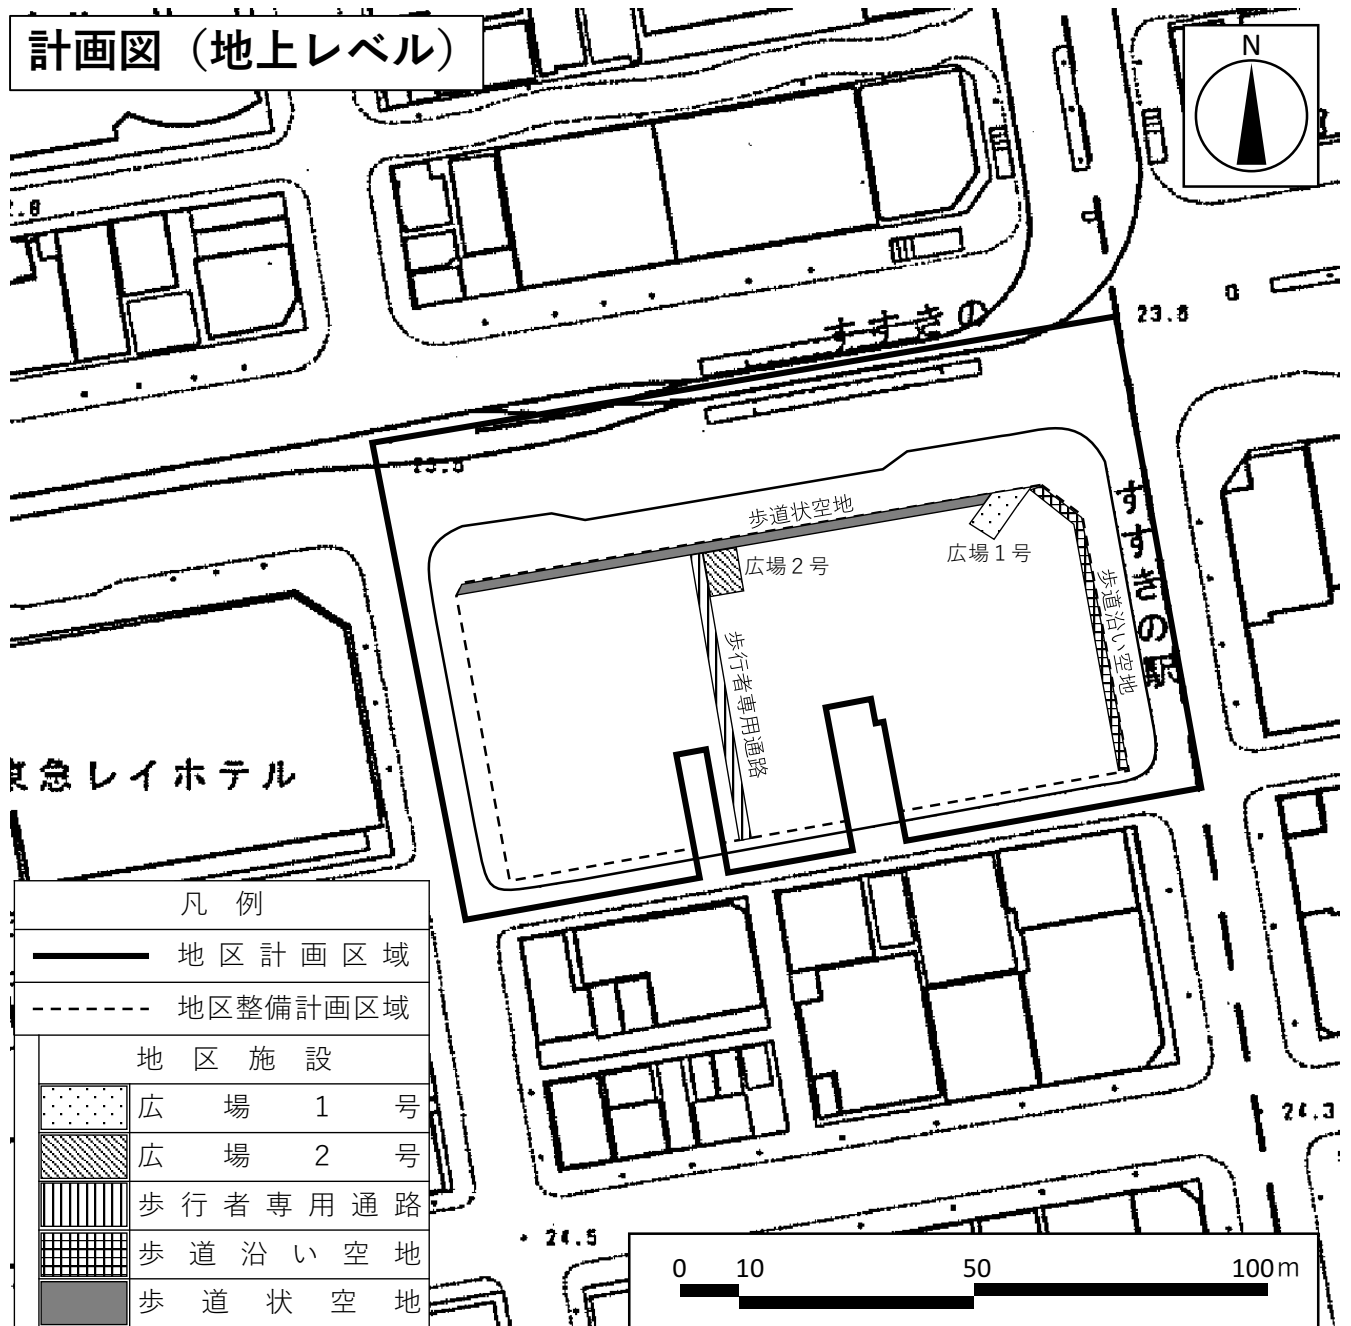 計画図（地上レベル）
N
すすきの
23.8
歩道状空地
広場１号
広場２号
すすきの駅
歩道沿い空地
歩行者専用通路
東急レイホテル
凡例
地区計画区域
地区整備計画区域
地区施設
広場1号
広場2号
歩行者専用通路
歩道沿い空地
歩道状空地
24.3
24.5
0 10 50 100m